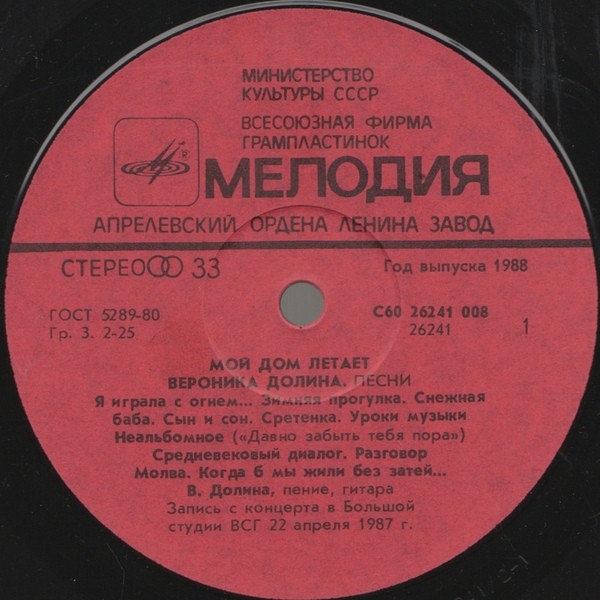 МИНИСТЕРСТВО
КУЛЬТУРЫ СССР
ВСЕСОЮЗНАЯ ФИРМА
ГРАМПЛАСТИНОК
МЕЛОДИЯ
АПРЕЛЕВСКИЙ ОРДЕНА ЛЕНИНА ЗАВОД
СТЕРЕО 33
Год выпуска 1988
ГОСТ 5289-80
Гр. 3. 2-25
С60 26241 008
26241
1
МОЙ ДОМ ЛЕТАЕТ
ВЕРОНИКА ДОЛИНА. ПЕСНИ
Я играла с огнем... Зимняя прогулка. Снежная
баба. Сын и сон. Сретенка. Уроки музыки
Неальбомное («Давно забыть тебя пора»)
Средневековый диалог. Разговор
Молва. Когда б мы жили без затей...
В. Долина, пение, гитара
Запись с концерта в Большой
студии ВСГ 22 апреля 1987 г.